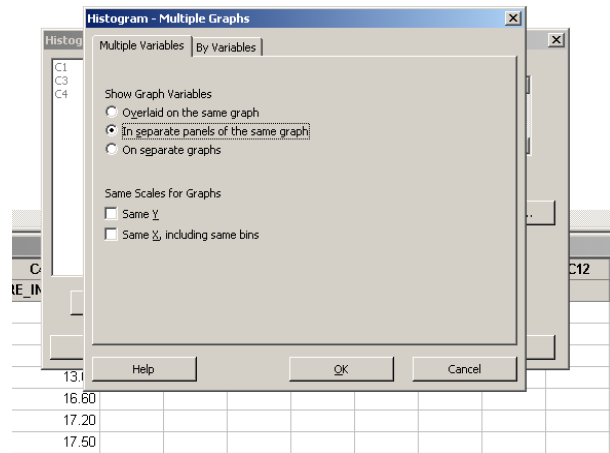 Histogram - Multiple Graphs
Histog
Multiple Variables
By Variables
C1
C3
C4
Show Graph Variables
Overlaid on the same graph
In separate panels of the same graph
On separate graphs
Same Scales for Graphs
Same Y
Same X, including same bins
...
C12
Help
OK
Cancel
16.60
17.20
17.50